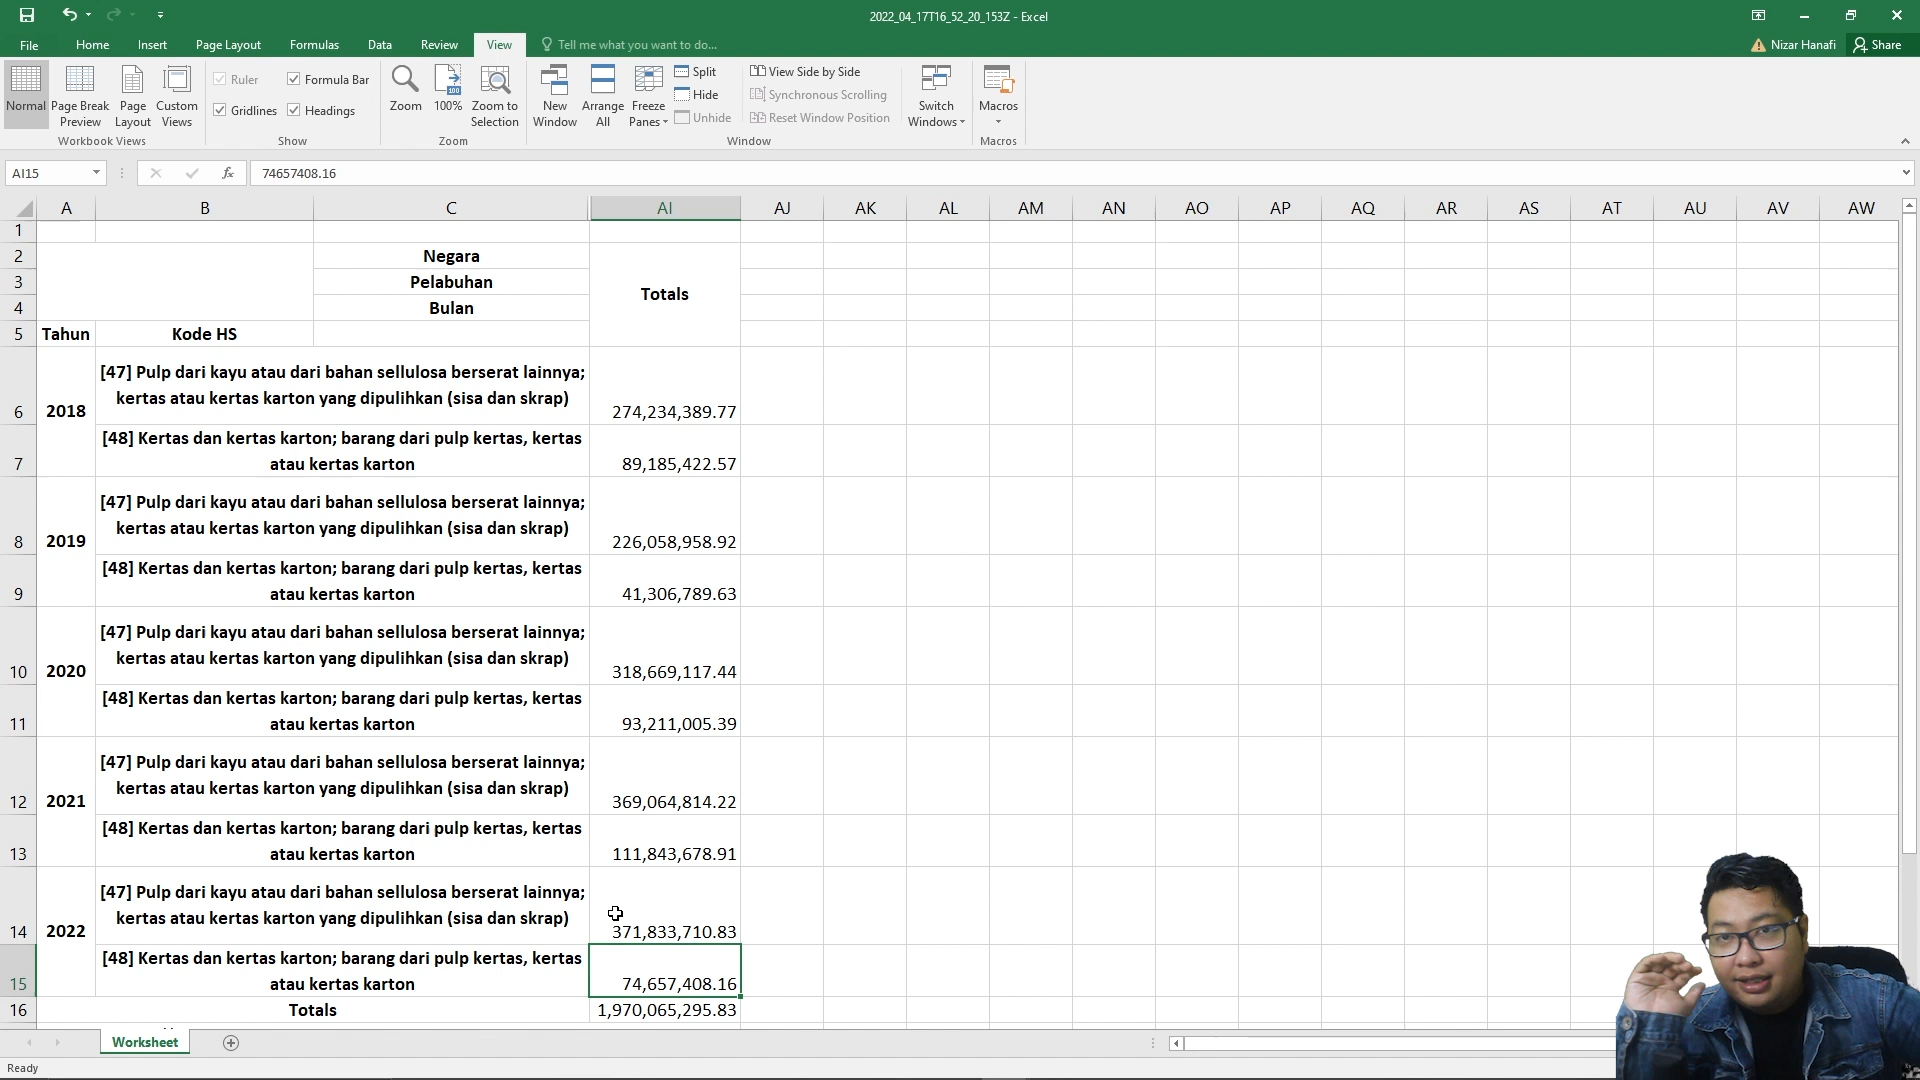 2022_04_17T16_52_20_153Z - Excel
File Home Insert Page Layout Formulas Data Review View Tell me what you want to do... Nizar Hanafi Share
Normal
Page Break
Preview
Page
Layout
Custom
Views
Workbook Views
Ruler
Formula Bar
Gridlines
Headings
Show
Zoom
100
100%
Zoom to
Selection
Zoom
New
Window
Arrange
All
Freeze
Panes
Split
Hide
Unhide
View Side by Side
Synchronous Scrolling
Reset Window Position
Window
Switch
Windows
Macros
Macros
AI15 fx 74657408.16
A B C AI AJ AK AL AM AN AO AP AQ AR AS AT AU AV AW
1
2 Negara
3 Pelabuhan
Totals
4 Bulan
5 Tahun Kode HS
[47] Pulp dari kayu atau dari bahan sellulosa berserat lainnya;
kertas atau kertas karton yang dipulihkan (sisa dan skrap)
6 2018 274,234,389.77
[48] Kertas dan kertas karton; barang dari pulp kertas, kertas
7 atau kertas karton 89,185,422.57
[47] Pulp dari kayu atau dari bahan sellulosa berserat lainnya;
kertas atau kertas karton yang dipulihkan (sisa dan skrap)
8 2019 226,058,958.92
[48] Kertas dan kertas karton; barang dari pulp kertas, kertas
9 atau kertas karton 41,306,789.63
[47] Pulp dari kayu atau dari bahan sellulosa berserat lainnya;
kertas atau kertas karton yang dipulihkan (sisa dan skrap)
10 2020 318,669,117.44
[48] Kertas dan kertas karton; barang dari pulp kertas, kertas
11 atau kertas karton 93,211,005.39
[47] Pulp dari kayu atau dari bahan sellulosa berserat lainnya;
kertas atau kertas karton yang dipulihkan (sisa dan skrap)
12 2021 369,064,814.22
[48] Kertas dan kertas karton; barang dari pulp kertas, kertas
13 atau kertas karton 111,843,678.91
[47] Pulp dari kayu atau dari bahan sellulosa berserat lainnya;
kertas atau kertas karton yang dipulihkan (sisa dan skrap)
14 2022 371,833,710.83
[48] Kertas dan kertas karton; barang dari pulp kertas, kertas
15 atau kertas karton 74,657,408.16
16 Totals 1,970,065,295.83
Worksheet
Ready